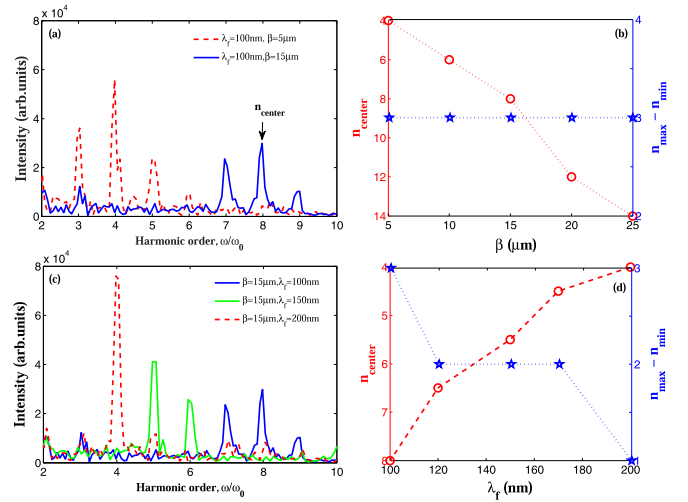 (a)
λf=100nm, β=5μm
λf=100nm,β=15μm
ncenter
Intensity (arb.units)
8 x 10^4
6
4
2
0
2 3 4 5 6 7 8 9 10
Harmonic order, ω/ω0
(b)
ncenter
4
6
8
10
12
14
5 10 15 20 25
β (μm)
4
3
2
nmax − nmin
(c)
β=15μm,λf=100nm
β=15μm,λf=150nm
β=15μm,λf=200nm
Intensity (arb.units)
8 x 10^4
6
4
2
0
2 3 4 5 6 7 8 9 10
Harmonic order, ω/ω0
(d)
ncenter
4
5
6
7
8
100 120 140 160 180 200
λf (nm)
3
2
1
nmax − nmin